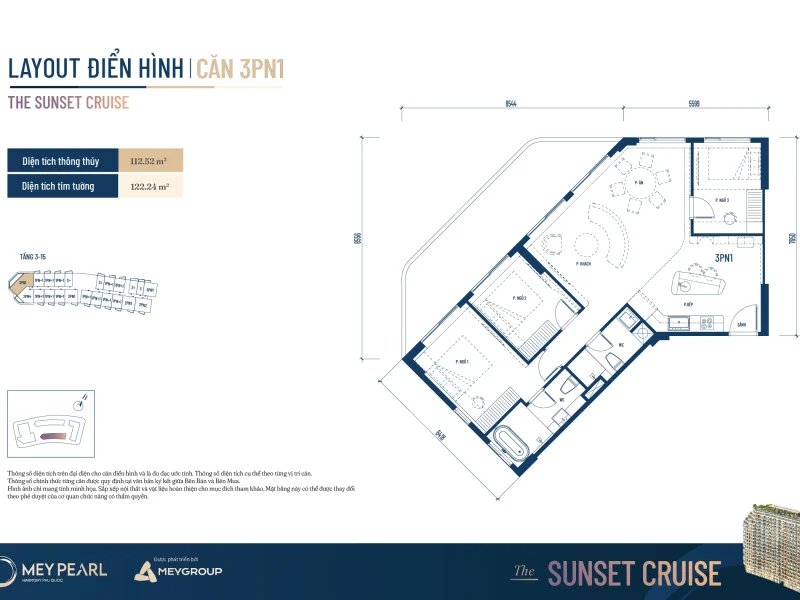 LAYOUT ĐIỂN HÌNH | CĂN 3PN1
THE SUNSET CRUISE
Diện tích thông thủy 112.52 m²
Diện tích tim tường 122.24 m²
TẦNG 3-15
8544
5599
8556
7850
6418
P. ĂN
P. NGỦ 3
P. KHÁCH
3PN1
P. NGỦ 2
P. BẾP
SẢNH
P. NGỦ 1
WC
WC
Thông số diện tích trên đại diện cho căn điển hình và là đo đạc ước tính. Thông số diện tích cụ thể theo từng vị trí căn.
Thông số chính thức từng căn được quy định tại văn bản ký kết giữa Bên Bán và Bên Mua.
Hình ảnh chỉ mang tính minh họa. Sắp xếp nội thất và vật liệu hoàn thiện cho mục đích tham khảo. Mặt bằng này có thể được thay đổi
theo phê duyệt của cơ quan chức năng có thẩm quyền.
MEY PEARL
HARMONY PHÚ QUỐC
Được phát triển bởi
MEYGROUP
The SUNSET CRUISE